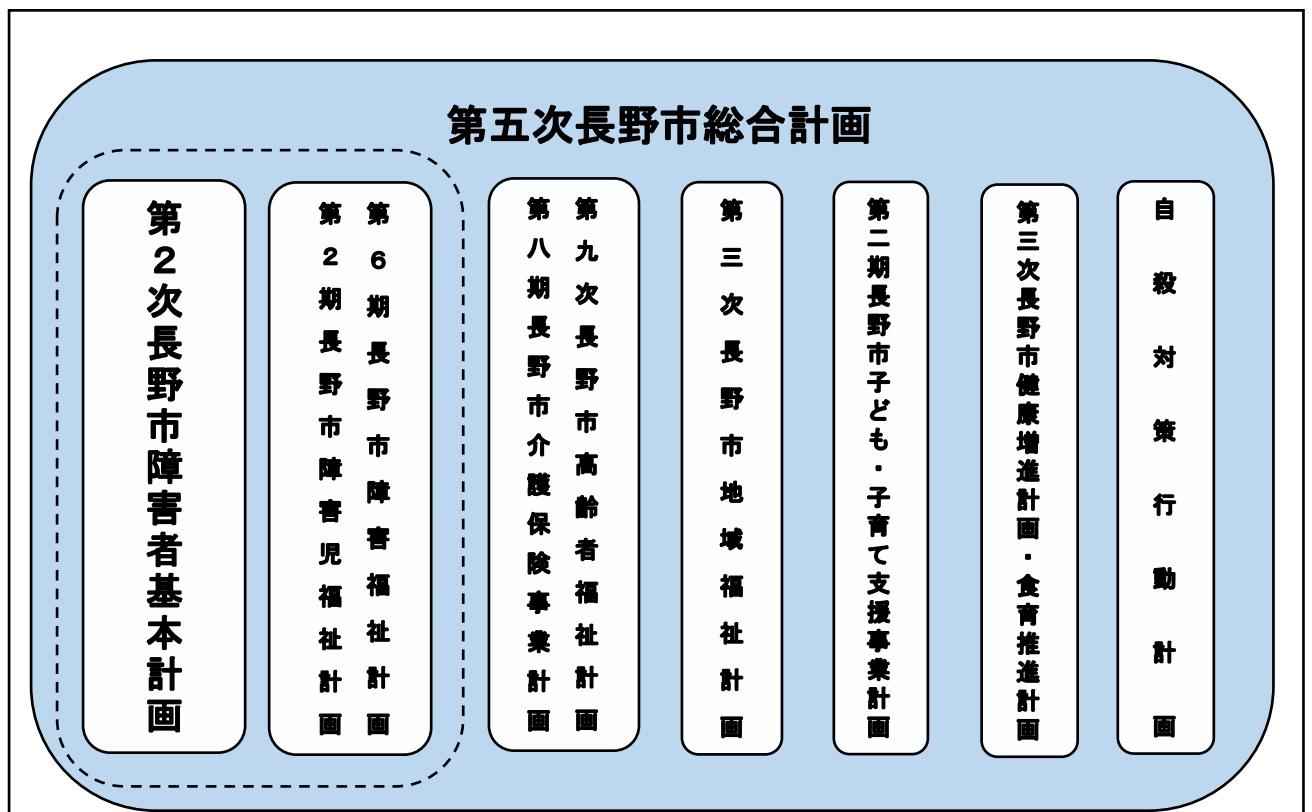 第五次長野市総合計画
第２次長野市障害者基本計画
第６期長野市障害福祉計画
第２期長野市障害児福祉計画
第九次長野市高齢者福祉計画
第八期長野市介護保険事業計画
第三次長野市地域福祉計画
第二期長野市子ども・子育て支援事業計画
第三次長野市健康増進計画・食育推進計画
自殺対策行動計画